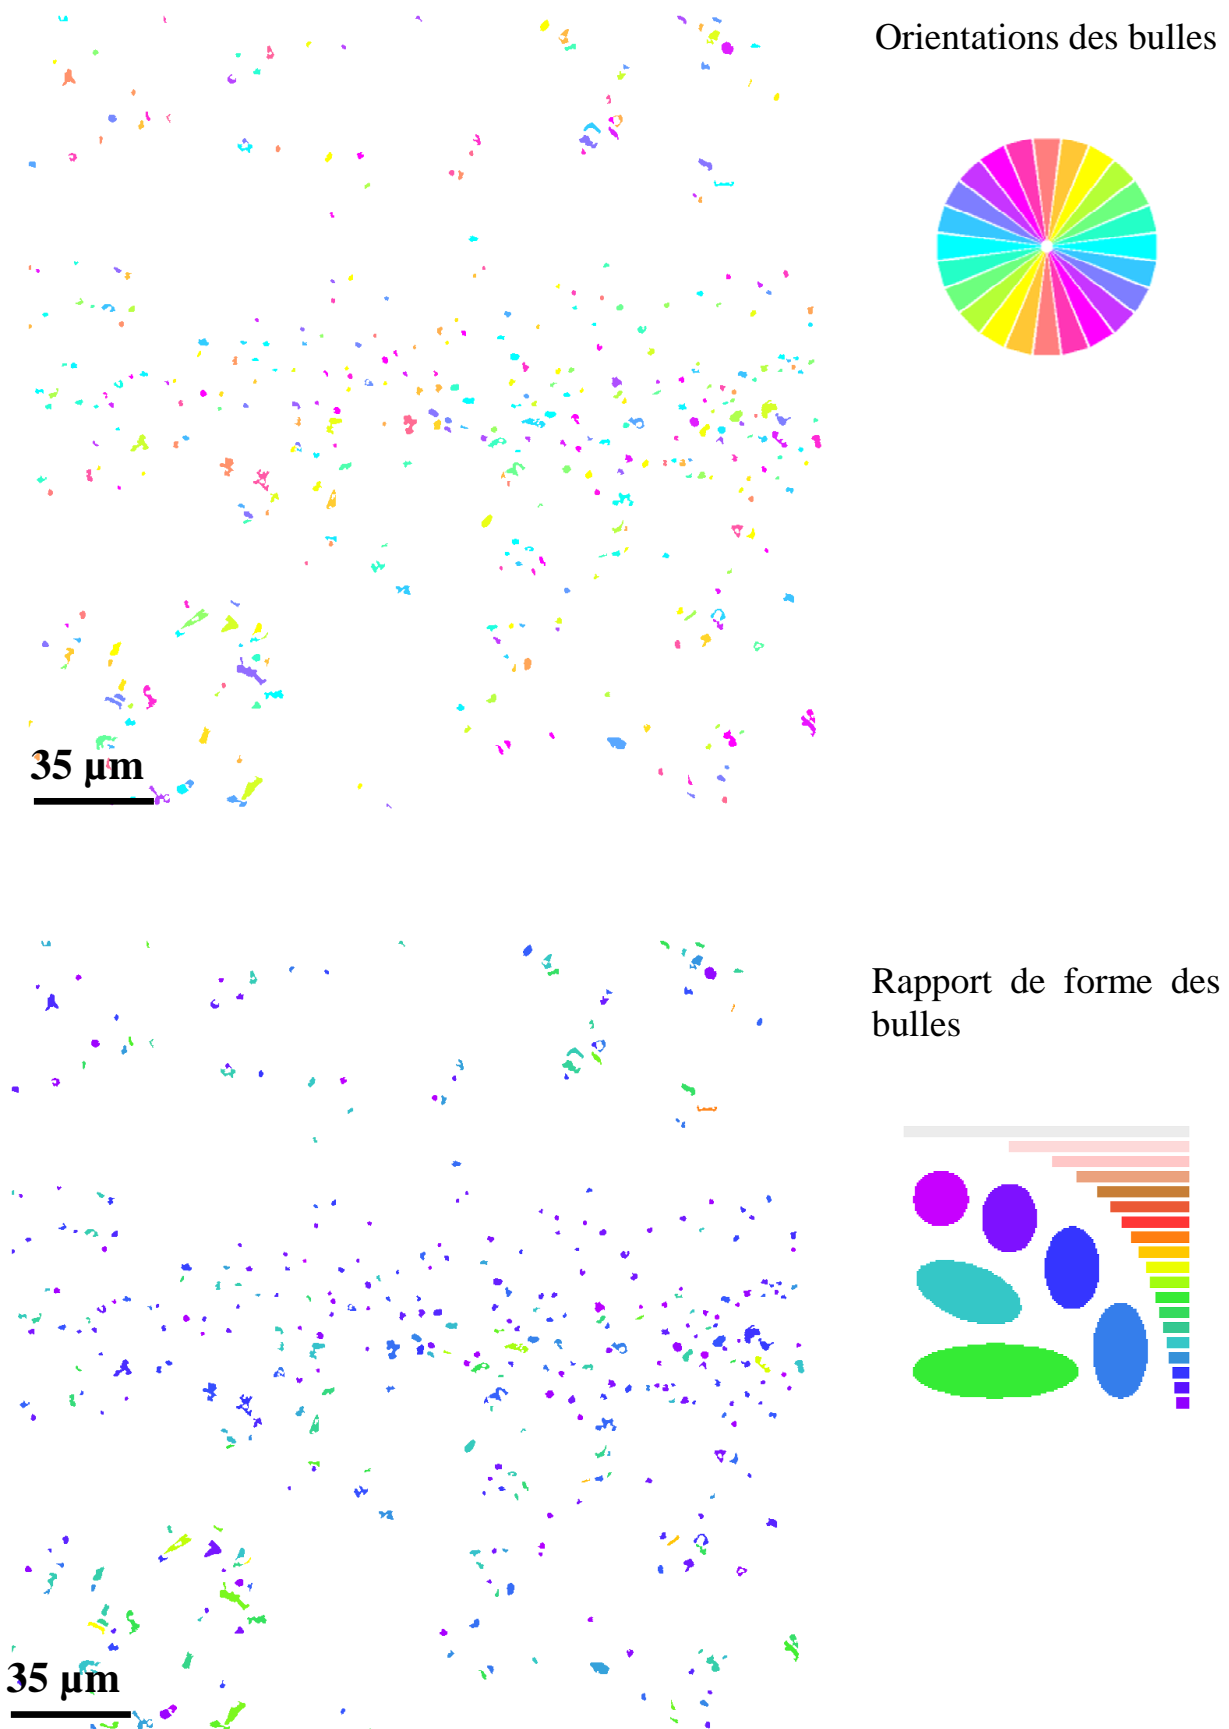 Orientations des bulles
35 µm
Rapport de forme des
bulles
35 µm